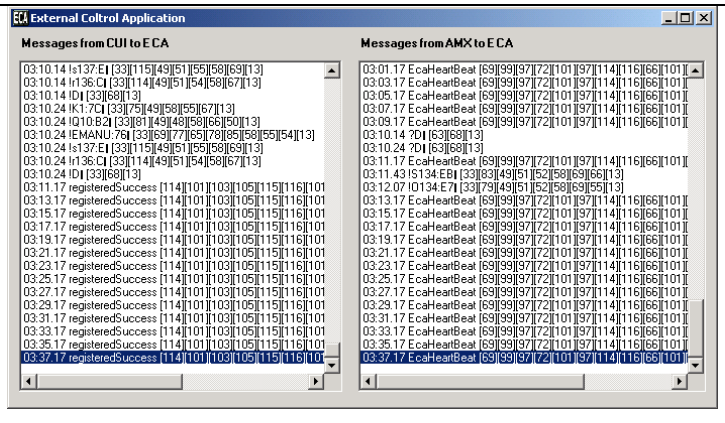 External Coltrol Application
Messages from CUI to ECA
03:10.14 !s137:E| [33][115][49][51][55][58][69][13]
03:10.14 !r136:C| [33][114][49][51][54][58][67][13]
03:10.14 !D| [33][68][13]
03:10.24 !K1:7C| [33][75][49][58][55][67][13]
03:10.24 !Q10:B2| [33][81][49][48][58][66][50][13]
03:10.24 !EMANU:76| [33][69][77][65][78][85][58][55][54][13]
03:10.24 !s137:E| [33][115][49][51][55][58][69][13]
03:10.24 !r136:C| [33][114][49][51][54][58][67][13]
03:10.24 !D| [33][68][13]
03:11.17 registeredSuccess [114][101][103][105][115][116][101
03:13.17 registeredSuccess [114][101][103][105][115][116][101
03:15.17 registeredSuccess [114][101][103][105][115][116][101
03:17.17 registeredSuccess [114][101][103][105][115][116][101
03:19.17 registeredSuccess [114][101][103][105][115][116][101
03:21.17 registeredSuccess [114][101][103][105][115][116][101
03:23.17 registeredSuccess [114][101][103][105][115][116][101
03:25.17 registeredSuccess [114][101][103][105][115][116][101
03:27.17 registeredSuccess [114][101][103][105][115][116][101
03:29.17 registeredSuccess [114][101][103][105][115][116][101
03:31.17 registeredSuccess [114][101][103][105][115][116][101
03:33.17 registeredSuccess [114][101][103][105][115][116][101
03:35.17 registeredSuccess [114][101][103][105][115][116][101
03:37.17 registeredSuccess [114][101][103][105][115][116][101
Messages from AMX to ECA
03:01.17 EcaHeartBeat [69][99][97][72][101][97][114][116][66][101][
03:03.17 EcaHeartBeat [69][99][97][72][101][97][114][116][66][101][
03:05.17 EcaHeartBeat [69][99][97][72][101][97][114][116][66][101][
03:07.17 EcaHeartBeat [69][99][97][72][101][97][114][116][66][101][
03:09.17 EcaHeartBeat [69][99][97][72][101][97][114][116][66][101][
03:10.14 ?D| [63][68][13]
03:10.24 ?D| [63][68][13]
03:11.17 EcaHeartBeat [69][99][97][72][101][97][114][116][66][101][
03:11.43 !S134:EB| [33][83][49][51][52][58][69][66][13]
03:12.07 !O134:E7| [33][79][49][51][52][58][69][55][13]
03:13.17 EcaHeartBeat [69][99][97][72][101][97][114][116][66][101][
03:15.17 EcaHeartBeat [69][99][97][72][101][97][114][116][66][101][
03:17.17 EcaHeartBeat [69][99][97][72][101][97][114][116][66][101][
03:19.17 EcaHeartBeat [69][99][97][72][101][97][114][116][66][101][
03:21.17 EcaHeartBeat [69][99][97][72][101][97][114][116][66][101][
03:23.17 EcaHeartBeat [69][99][97][72][101][97][114][116][66][101][
03:25.17 EcaHeartBeat [69][99][97][72][101][97][114][116][66][101][
03:27.17 EcaHeartBeat [69][99][97][72][101][97][114][116][66][101][
03:29.17 EcaHeartBeat [69][99][97][72][101][97][114][116][66][101][
03:31.17 EcaHeartBeat [69][99][97][72][101][97][114][116][66][101][
03:33.17 EcaHeartBeat [69][99][97][72][101][97][114][116][66][101][
03:35.17 EcaHeartBeat [69][99][97][72][101][97][114][116][66][101][
03:37.17 EcaHeartBeat [69][99][97][72][101][97][114][116][66][101][